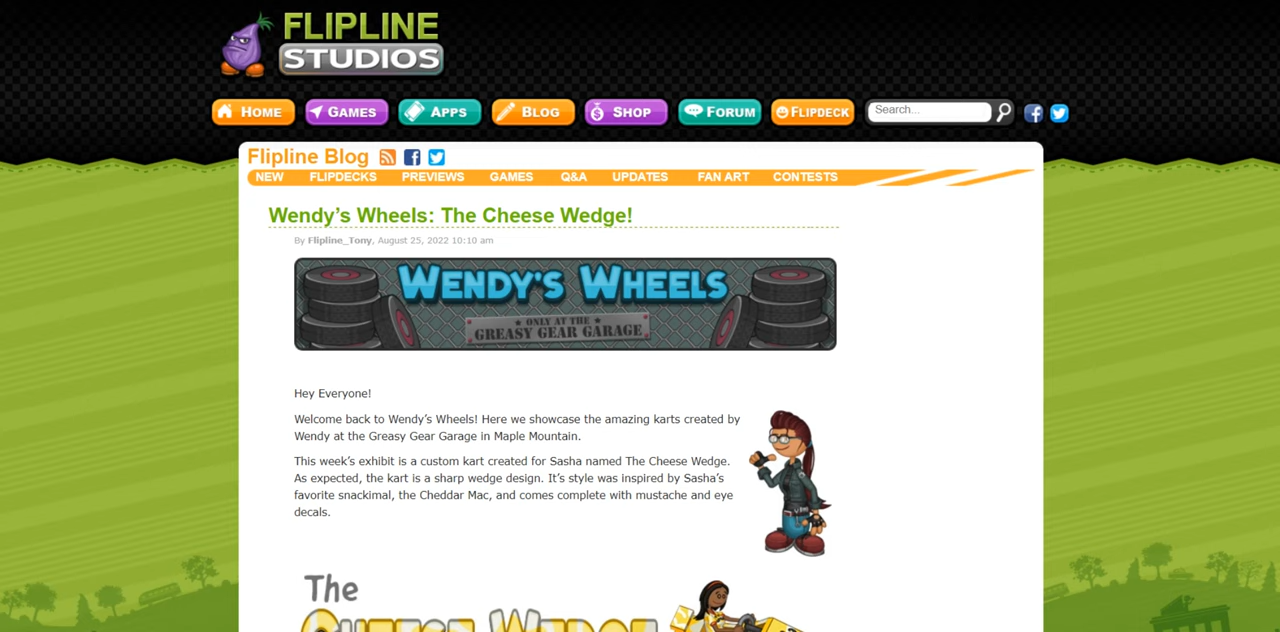 FLIPLINE
STUDIOS
HOME GAMES APPS BLOG SHOP FORUM FLIPDECK Search...
Flipline Blog
NEW FLIPDECKS PREVIEWS GAMES Q&A UPDATES FAN ART CONTESTS
Wendy's Wheels: The Cheese Wedge!
By Flipline_Tony, August 25, 2022 10:10 am
WENDY'S WHEELS
ONLY AT THE
GREASY GEAR GARAGE
Hey Everyone!
Welcome back to Wendy's Wheels! Here we showcase the amazing karts created by
Wendy at the Greasy Gear Garage in Maple Mountain.
This week's exhibit is a custom kart created for Sasha named The Cheese Wedge.
As expected, the kart is a sharp wedge design. It's style was inspired by Sasha's
favorite snackimal, the Cheddar Mac, and comes complete with mustache and eye
decals.
The
CHEESE WEDGE